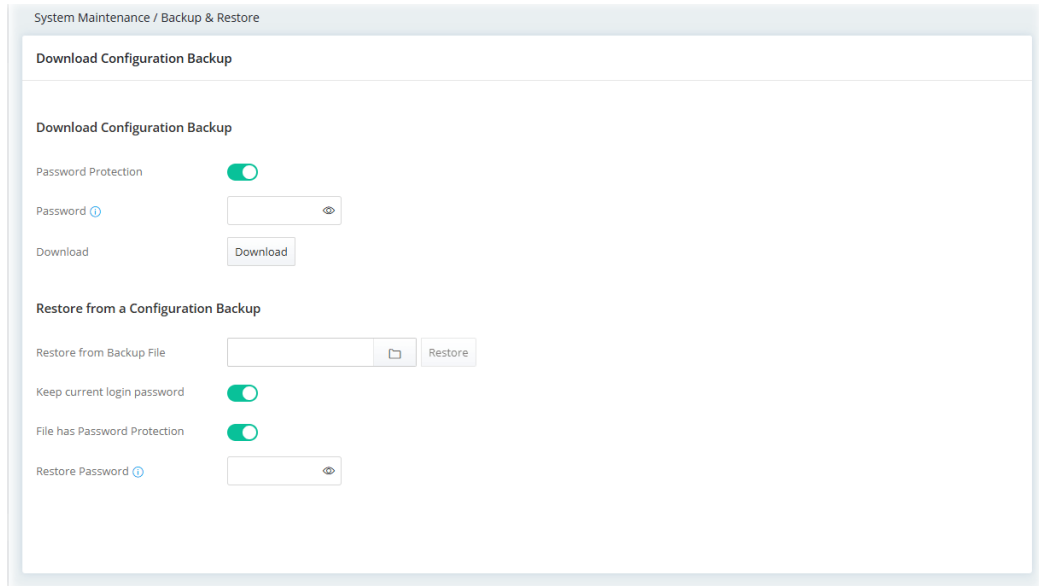 System Maintenance / Backup & Restore
Download Configuration Backup
Download Configuration Backup
Password Protection
Password
Download Download
Restore from a Configuration Backup
Restore from Backup File Restore
Keep current login password
File has Password Protection
Restore Password